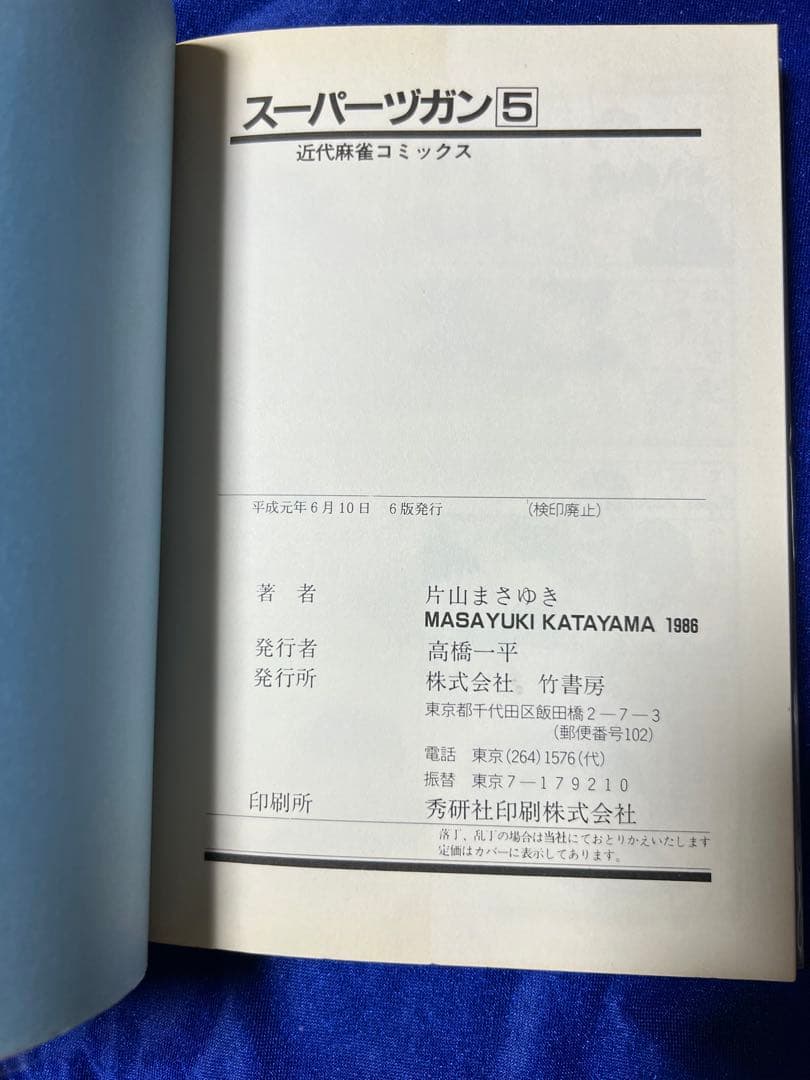 スーパーヅガン5
近代麻雀コミックス
平成元年6月10日 6版発行 (検印廃止)
著者 片山まさゆき
MASAYUKI KATAYAMA 1986
発行者 高橋一平
発行所 株式会社 竹書房
東京都千代田区飯田橋2―7―3
(郵便番号102)
電話 東京(264)1576(代)
振替 東京7―179210
印刷所 秀研社印刷株式会社
落丁、乱丁の場合は当社にておとりかえいたします
定価はカバーに表示してあります。